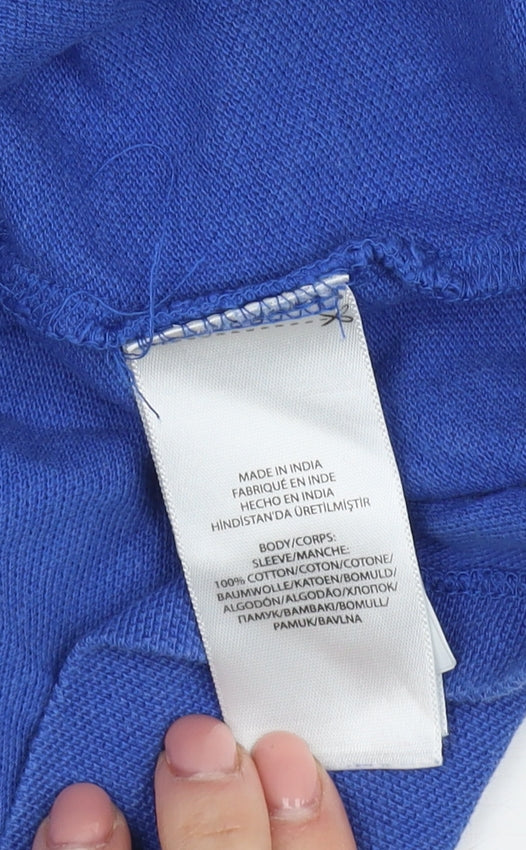 MADE IN INDIA
FABRIQUÉ EN INDE
HECHO EN INDIA
HİNDİSTAN'DA ÜRETİLMİŞTİR
BODY/CORPS:
SLEEVE/MANCHE:
100% COTTON/COTON/COTONE/
BAUMWOLLE/KATOEN/BOMULD/
ALGODÓN/ALGODÃO/ХЛОПОК/
ПАМУК/ΒΑΜΒΑΚΙ/BOMULL/
PAMUK/BAVLNA